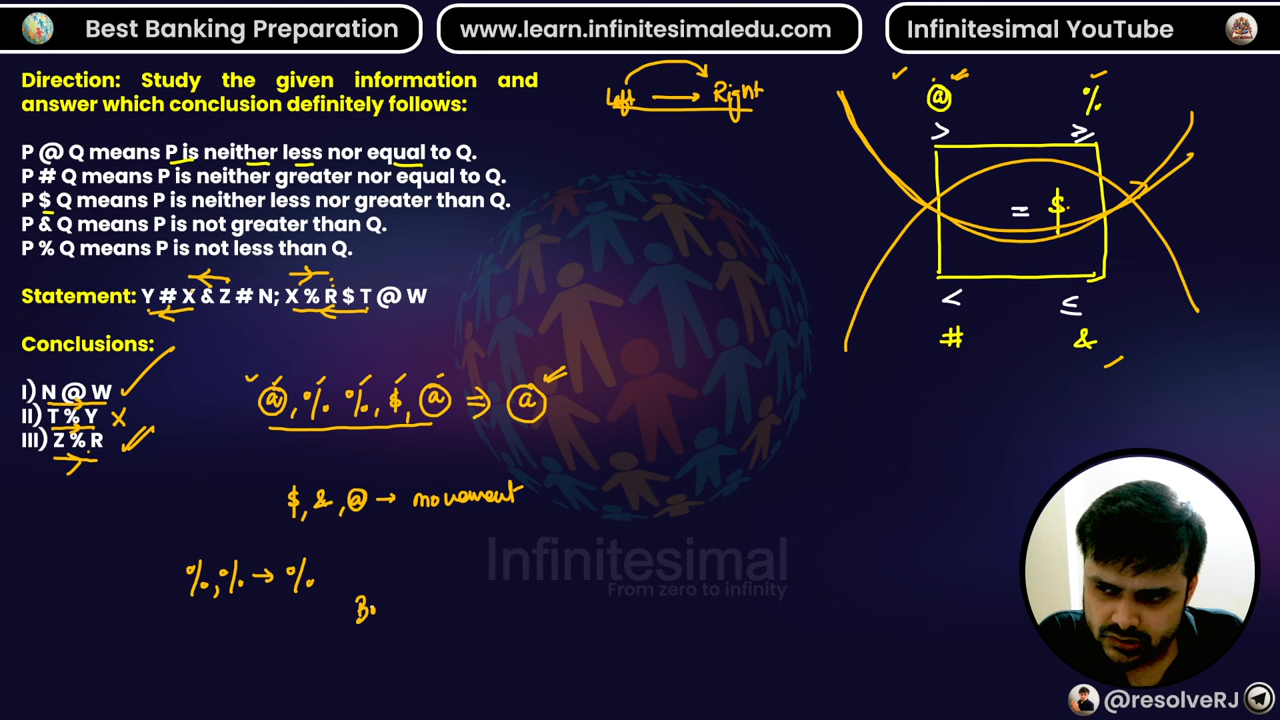 Best Banking Preparation
www.learn.infinitesimaledu.com
Infinitesimal YouTube
Direction: Study the given information and
answer which conclusion definitely follows:
Left → Right
P @ Q means P is neither less nor equal to Q.
P # Q means P is neither greater nor equal to Q.
P $ Q means P is neither less nor greater than Q.
P & Q means P is not greater than Q.
P % Q means P is not less than Q.
Statement: Y # X & Z # N; X % R $ T @ W
Conclusions:
I) N @ W
II) T % Y
III) Z % R
@, % % $, @ ⇒ @
$, & , @ → movement
%, % → %
Bo
@ %
> ≥
= $
< ≤
# &
Infinitesimal
From zero to infinity
@resolveRJ